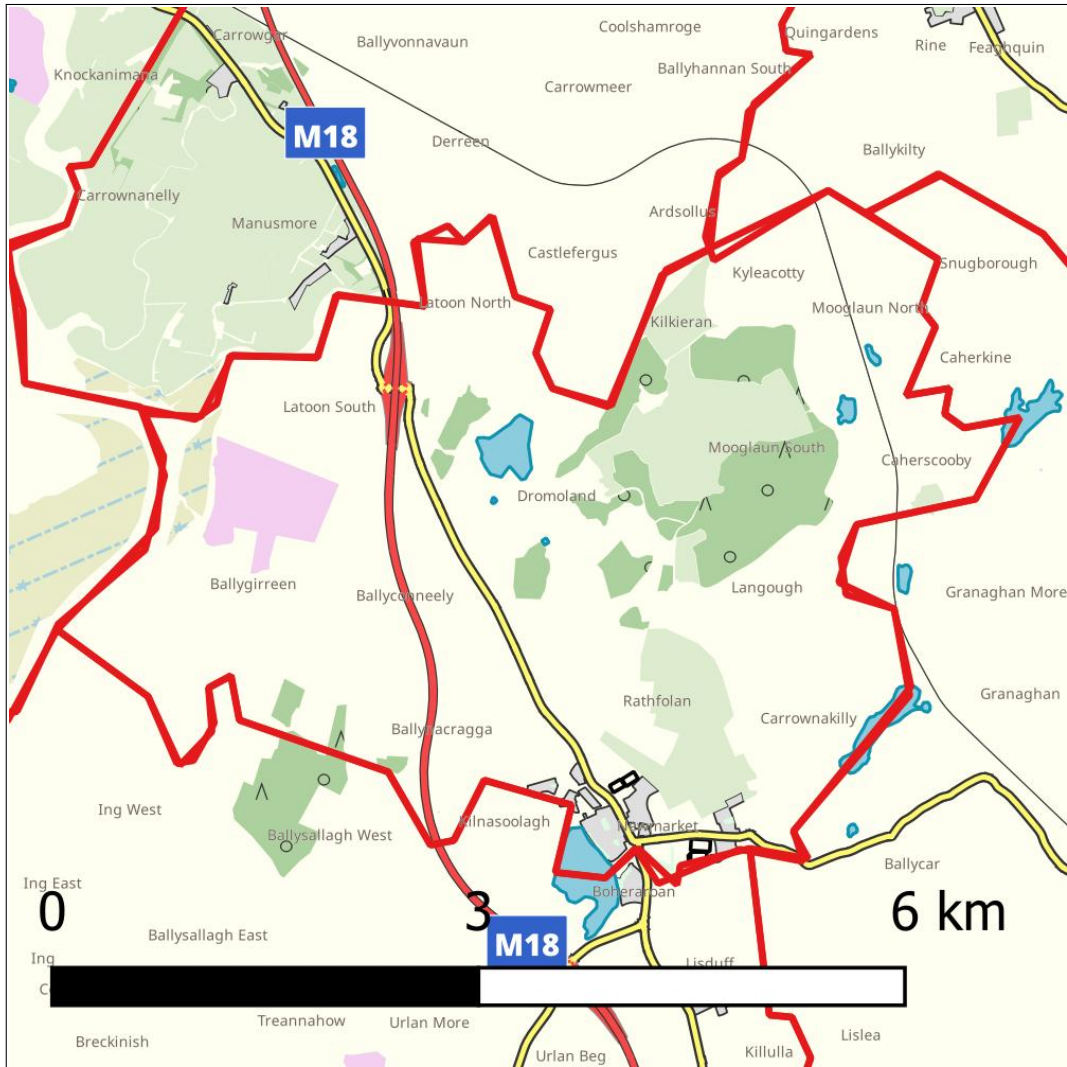 Carrowgar
Ballyvonnavaun
Coolshamroge
Quingardens
Rine
Feaghquin
Knockanimana
Ballyhannan South
Carrowmeer
M18
Derreen
Ballykilty
Carrownanelly
Manusmore
Ardsollus
Castlefergus
Kyleacotty
Snugborough
Latoon North
Mooglaun North
Kilkieran
Caherkine
Latoon South
Mooglaun South
Caherscooby
Dromoland
Ballygirreen
Ballyconneely
Langough
Granaghan More
Rathfolan
Granaghan
Carrownakilly
Ballynacragga
Ing West
Kilnasoolagh
Newmarket
Ballysallagh West
Ballycar
Ing East
Boheraroan
0 3 6 km
Ballysallagh East
M18
Ing
Lisduff
Treannahow
Urlan More
Breckinish
Lislea
Urlan Beg
Killulla